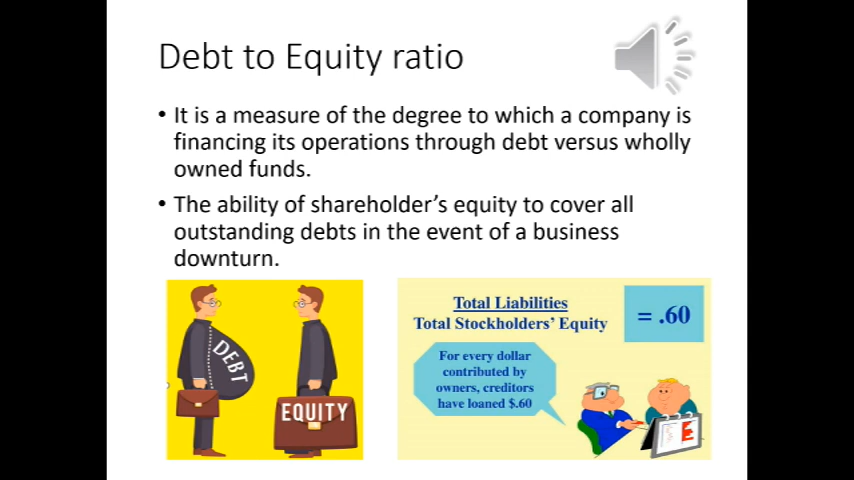 Debt to Equity ratio
• It is a measure of the degree to which a company is
financing its operations through debt versus wholly
owned funds.
• The ability of shareholder's equity to cover all
outstanding debts in the event of a business
downturn.
DEBT
EQUITY
Total Liabilities
Total Stockholders' Equity
= .60
For every dollar
contributed by
owners, creditors
have loaned $.60
E